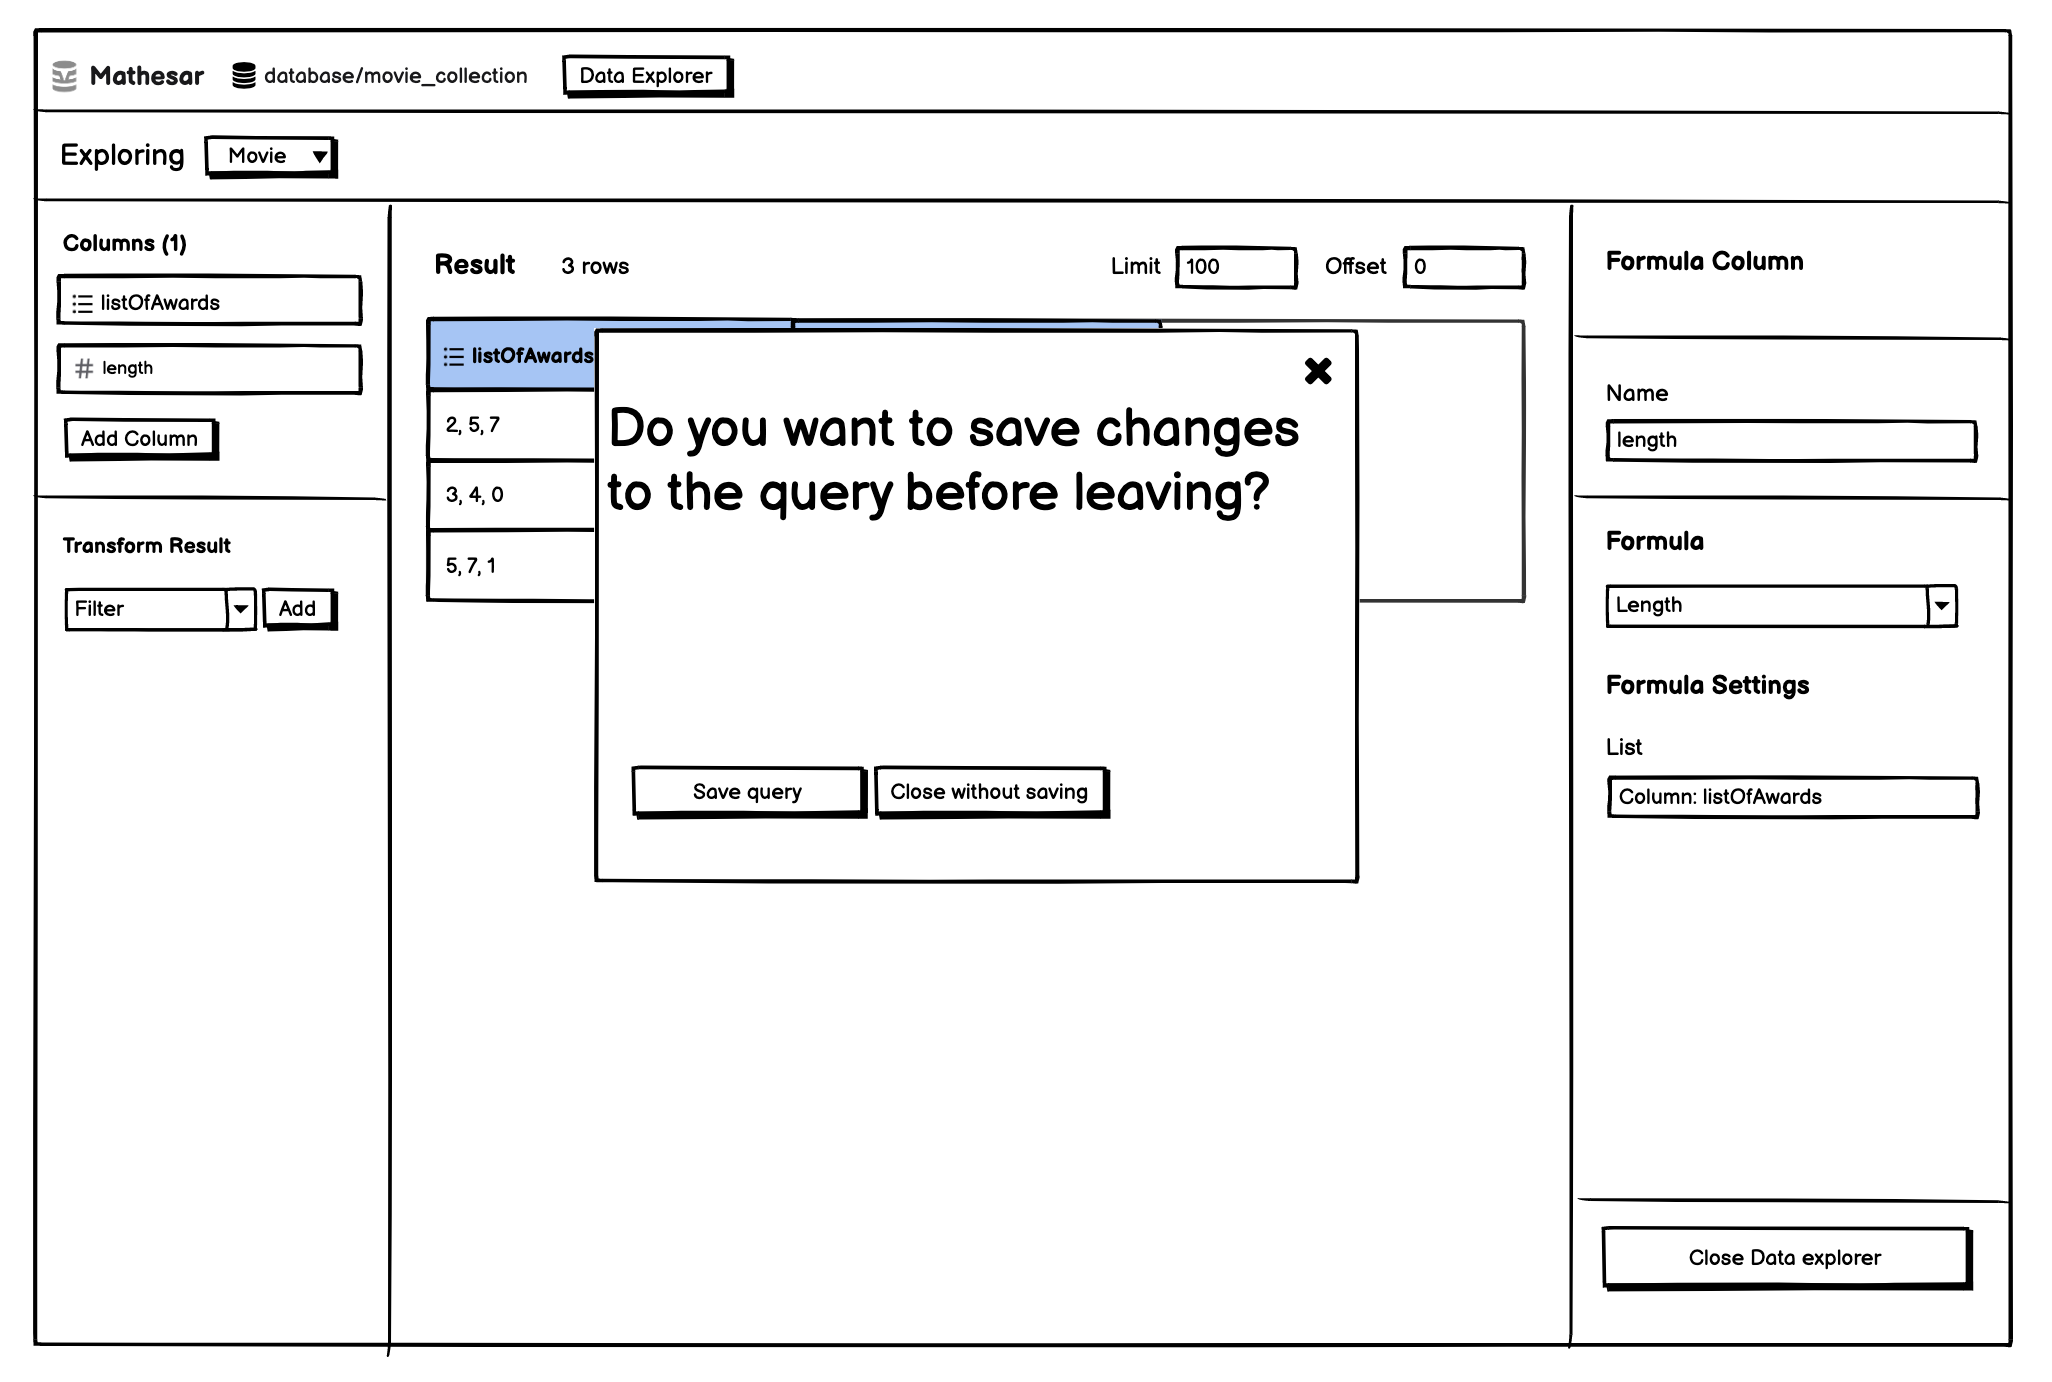 Mathesar database/movie_collection Data Explorer
Exploring Movie
Columns (1)
listOfAwards
# length
Add Column
Transform Result
Filter Add
Result 3 rows Limit 100 Offset 0
listOfAwards
2, 5, 7
3, 4, 0
5, 7, 1
Do you want to save changes
to the query before leaving?
Save query Close without saving
Formula Column
Name
length
Formula
Length
Formula Settings
List
Column: listOfAwards
Close Data explorer